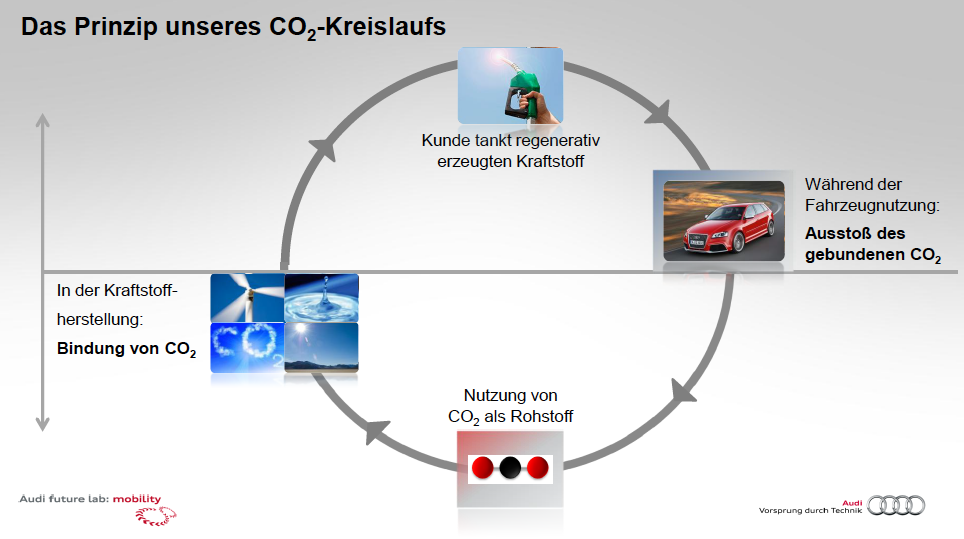 Das Prinzip unseres CO₂-Kreislaufs
Kunde tankt regenerativ
erzeugten Kraftstoff
Während der
Fahrzeugnutzung:
Ausstoß des
gebundenen CO₂
In der Kraftstoff-
herstellung:
Bindung von CO₂
CO₂
Nutzung von
CO₂ als Rohstoff
Audi future lab: mobility
Audi
Vorsprung durch Technik